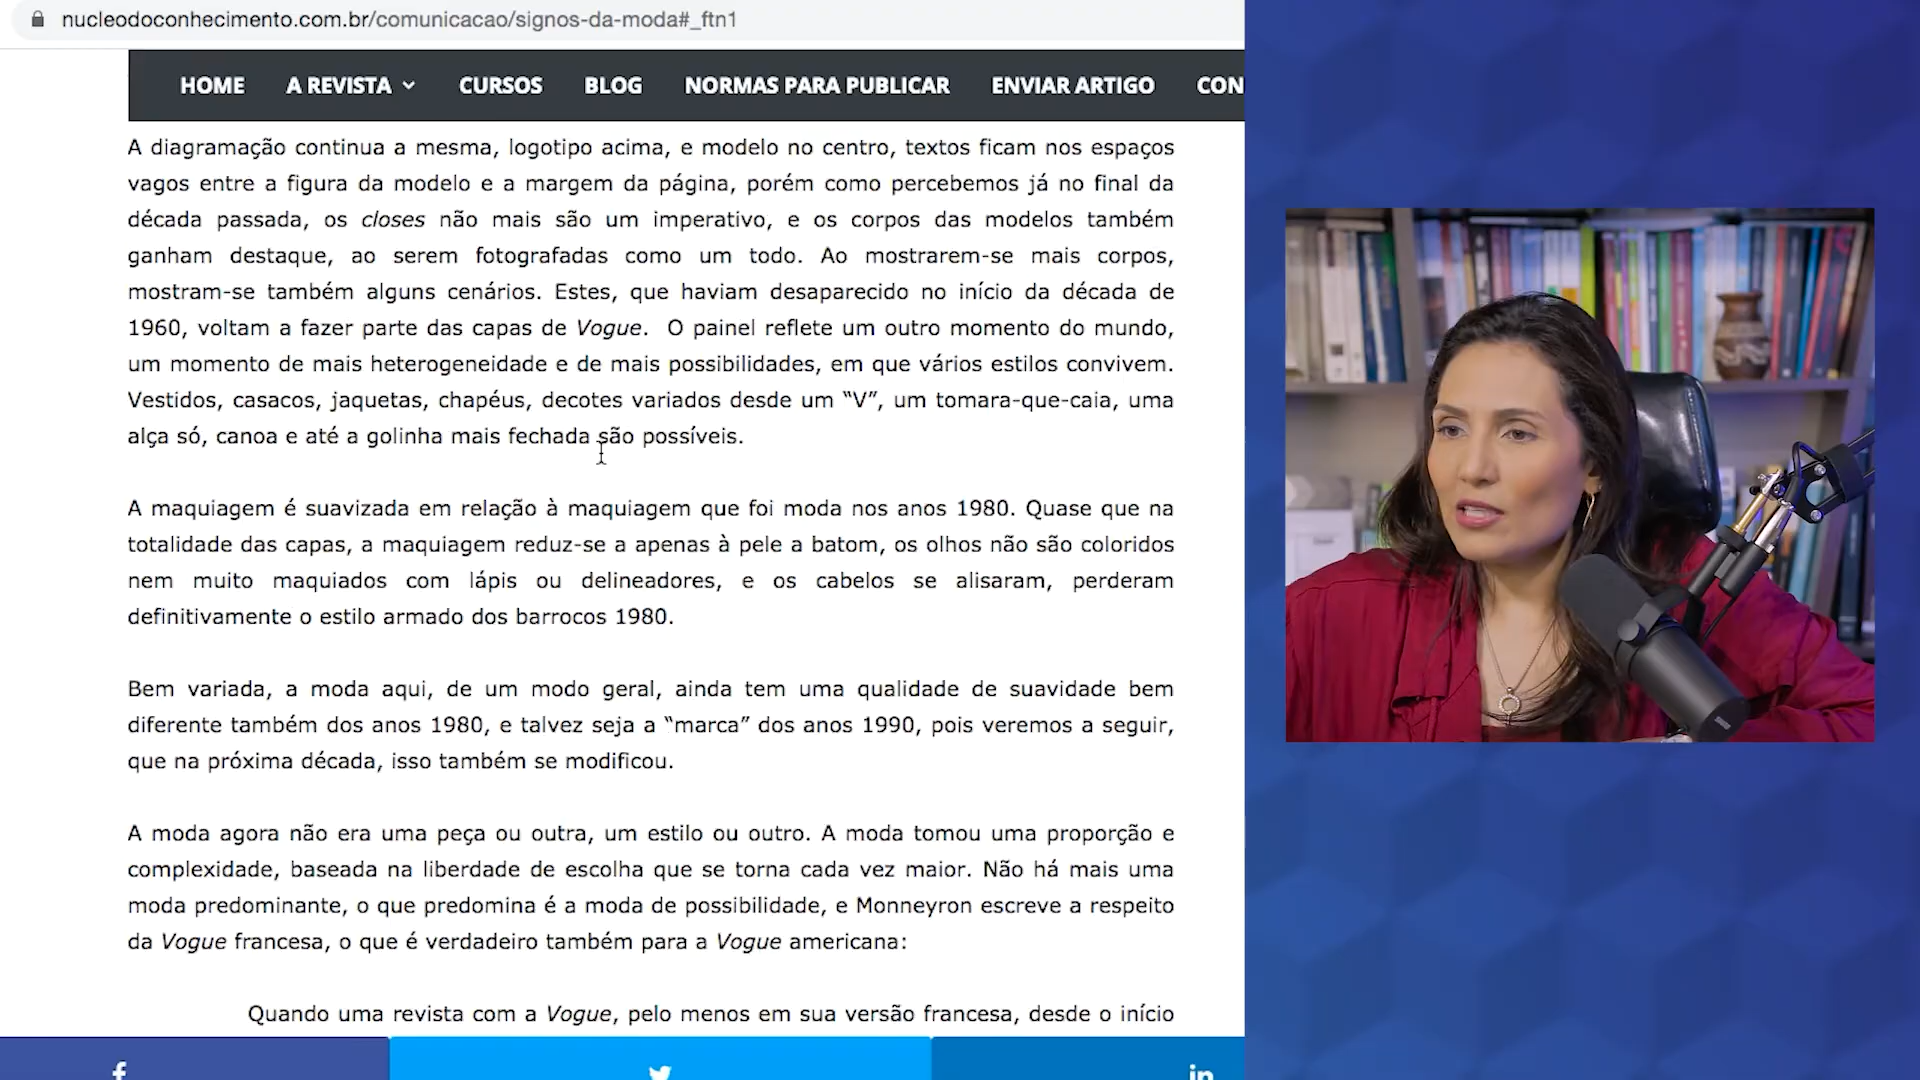 nucleodoconhecimento.com.br/comunicacao/signos-da-moda#_ftn1
HOME A REVISTA CURSOS BLOG NORMAS PARA PUBLICAR ENVIAR ARTIGO CON
A diagramação continua a mesma, logotipo acima, e modelo no centro, textos ficam nos espaços
vagos entre a figura da modelo e a margem da página, porém como percebemos já no final da
década passada, os closes não mais são um imperativo, e os corpos das modelos também
ganham destaque, ao serem fotografadas como um todo. Ao mostrarem-se mais corpos,
mostram-se também alguns cenários. Estes, que haviam desaparecido no início da década de
1960, voltam a fazer parte das capas de Vogue. O painel reflete um outro momento do mundo,
um momento de mais heterogeneidade e de mais possibilidades, em que vários estilos convivem.
Vestidos, casacos, jaquetas, chapéus, decotes variados desde um “V”, um tomara-que-caia, uma
alça só, canoa e até a golinha mais fechada são possíveis.
A maquiagem é suavizada em relação à maquiagem que foi moda nos anos 1980. Quase que na
totalidade das capas, a maquiagem reduz-se a apenas à pele a batom, os olhos não são coloridos
nem muito maquiados com lápis ou delineadores, e os cabelos se alisaram, perderam
definitivamente o estilo armado dos barrocos 1980.
Bem variada, a moda aqui, de um modo geral, ainda tem uma qualidade de suavidade bem
diferente também dos anos 1980, e talvez seja a “marca” dos anos 1990, pois veremos a seguir,
que na próxima década, isso também se modificou.
A moda agora não era uma peça ou outra, um estilo ou outro. A moda tomou uma proporção e
complexidade, baseada na liberdade de escolha que se torna cada vez maior. Não há mais uma
moda predominante, o que predomina é a moda de possibilidade, e Monneyron escreve a respeito
da Vogue francesa, o que é verdadeiro também para a Vogue americana:
Quando uma revista com a Vogue, pelo menos em sua versão francesa, desde o início